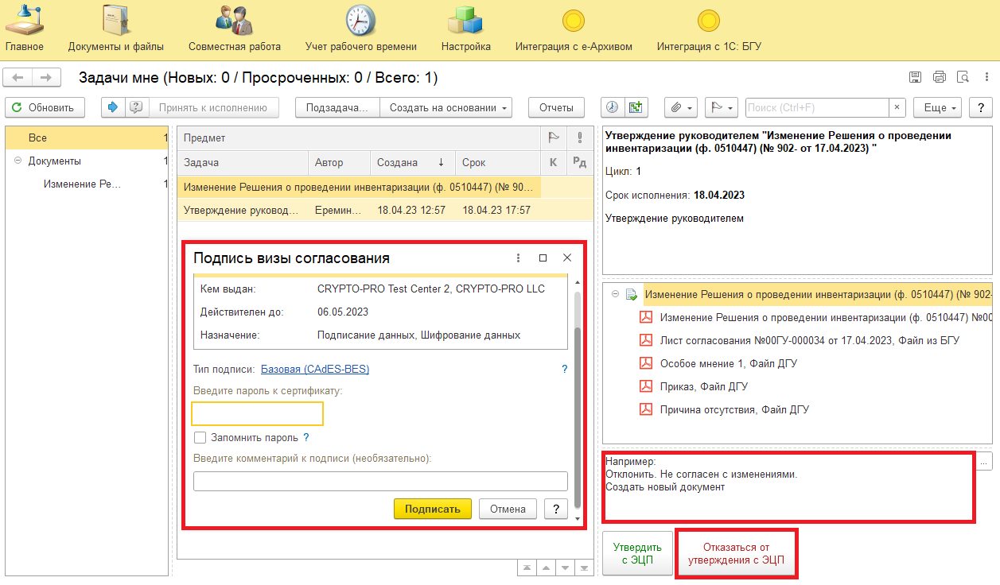 Главное
Документы и файлы
Совместная работа
Учет рабочего времени
Настройка
Интеграция с е-Архивом
Интеграция с 1С: БГУ
Задачи мне (Новых: 0 / Просроченных: 0 / Всего: 1)
Обновить
Принять к исполнению
Подзадача...
Создать на основании
Отчеты
Поиск (Ctrl+F)
×
Еще
?
Все 1
Документы 1
Изменение Ре... 1
Предмет
Задача Автор Создана ↓ Срок К Рд
Изменение Решения о проведении инвентаризации (ф. 0510447) (№ 90...
Утверждение руковод... Еремин... 18.04.23 12:57 18.04.23 17:57
Подпись визы согласования
Кем выдан: CRYPTO-PRO Test Center 2, CRYPTO-PRO LLC
Действителен до: 06.05.2023
Назначение: Подписание данных, Шифрование данных
Тип подписи: Базовая (CAdES-BES) ?
Введите пароль к сертификату:
Запомнить пароль ?
Введите комментарий к подписи (необязательно):
Подписать Отмена ?
Утверждение руководителем "Изменение Решения о проведении
инвентаризации (ф. 0510447) (№ 902- от 17.04.2023) "
Цикл: 1
Срок исполнения: 18.04.2023
Утверждение руководителем
Изменение Решения о проведении инвентаризации (ф. 0510447) (№ 902-
Изменение Решения о проведении инвентаризации (ф. 0510447) №00
Лист согласования №00ГУ-000034 от 17.04.2023, Файл из БГУ
Особое мнение 1, Файл ДГУ
Приказ, Файл ДГУ
Причина отсутствия, Файл ДГУ
Например:
Отклонить. Не согласен с изменениями.
Создать новый документ
...
Утвердить
с ЭЦП
Отказаться от
утверждения с ЭЦП